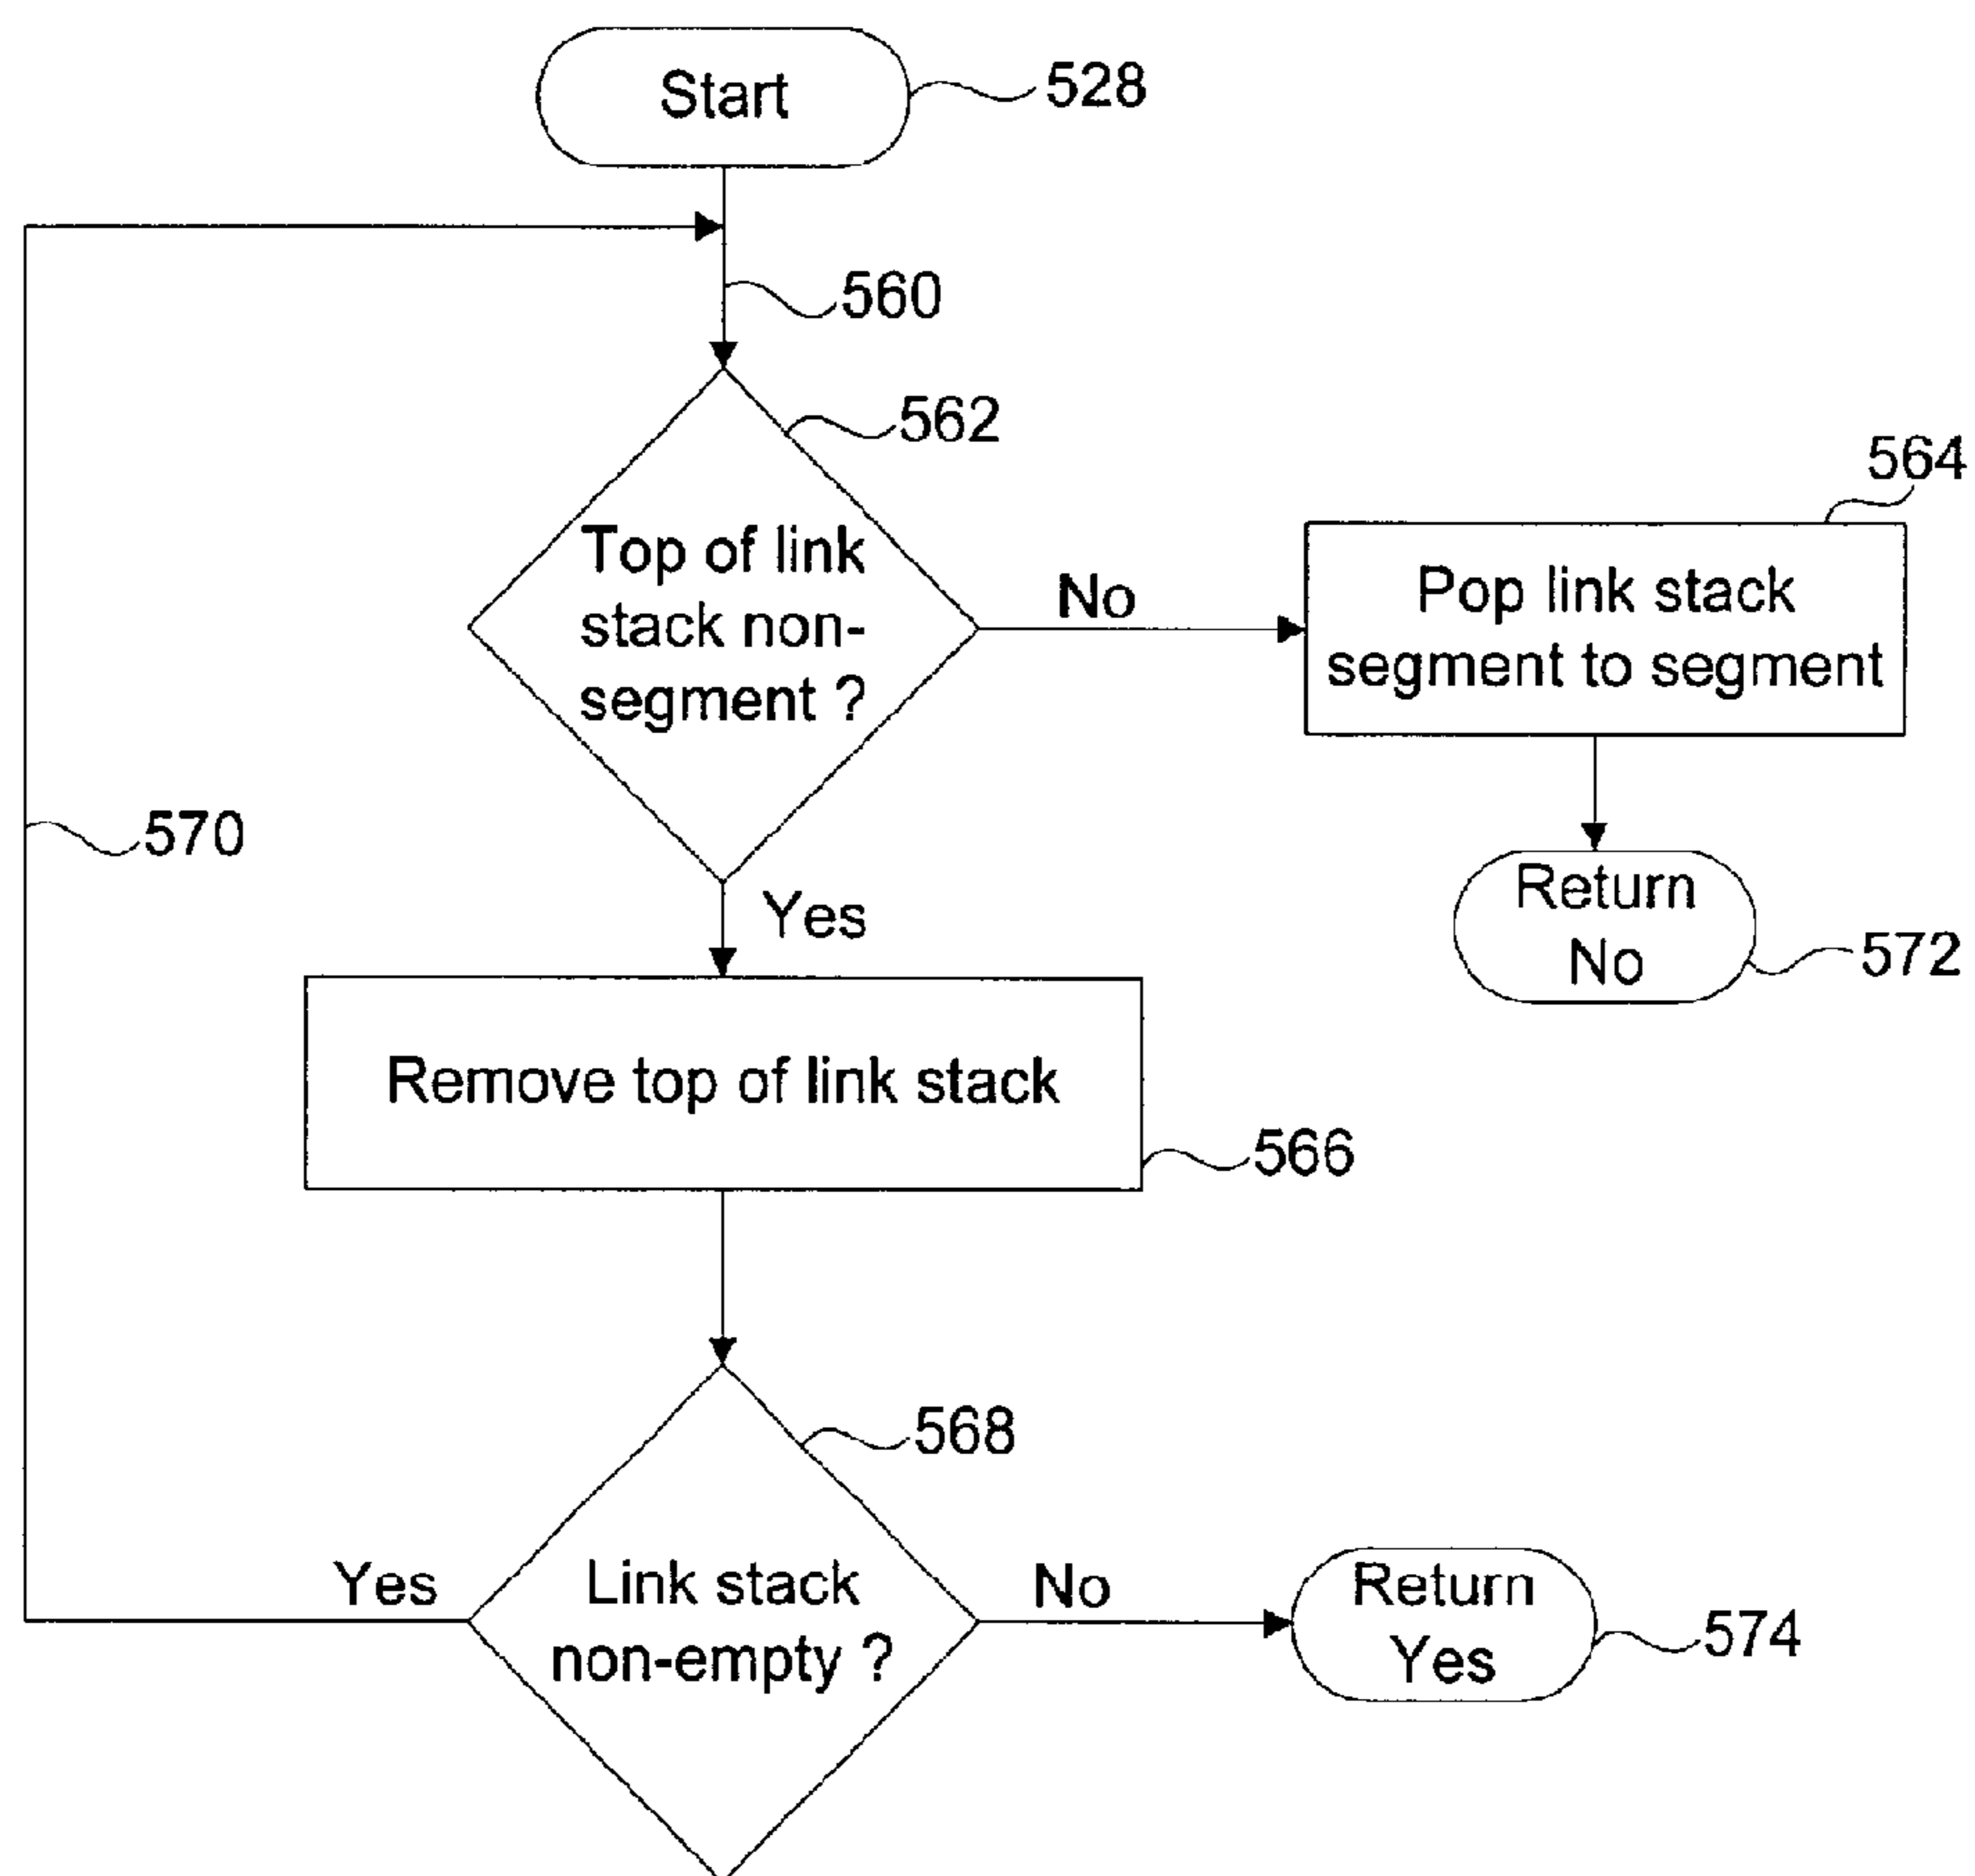 Start
528
560
562
Top of link
stack non-
segment ?
No
564
Pop link stack
segment to segment
570
Yes
Return
No
572
Remove top of link stack
566
568
Yes
Link stack
non-empty ?
No
Return
Yes
574